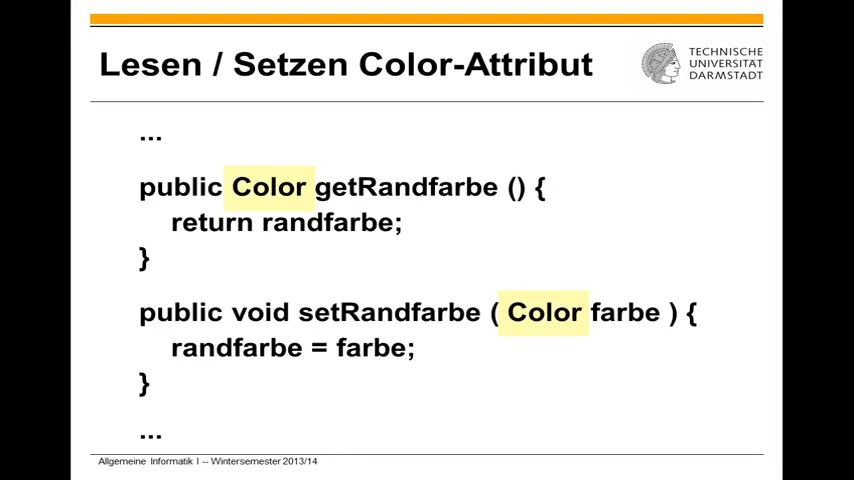 Lesen / Setzen Color-Attribut
TECHNISCHE
UNIVERSITÄT
DARMSTADT
...
public Color getRandfarbe () {
return randfarbe;
}
public void setRandfarbe ( Color farbe ) {
randfarbe = farbe;
}
...
Allgemeine Informatik I -- Wintersemester 2013/14